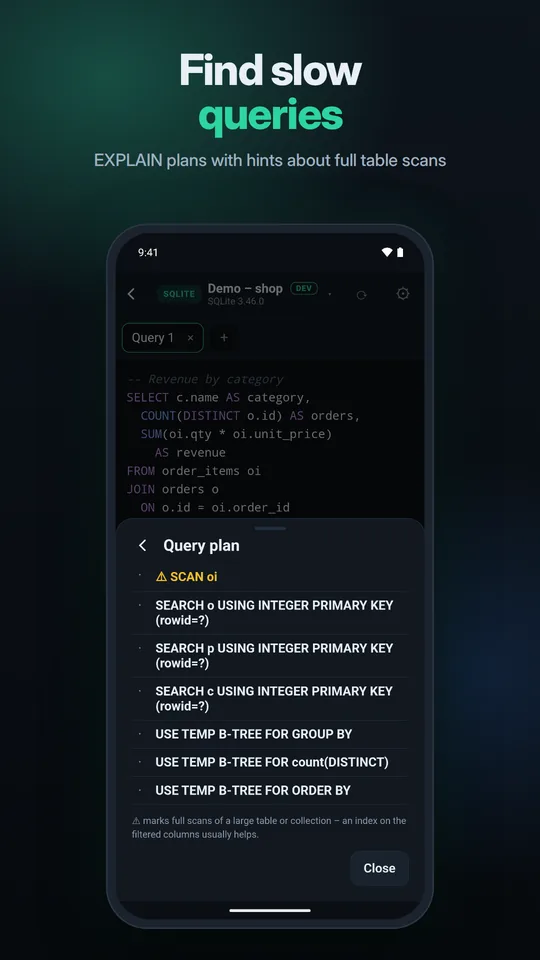 Find slow
queries
EXPLAIN plans with hints about full table scans
9:41
SQLITE
Demo – shop
DEV
SQLite 3.46.0
Query 1 ×
+
-- Revenue by category
SELECT c.name AS category,
COUNT(DISTINCT o.id) AS orders,
SUM(oi.qty * oi.unit_price)
AS revenue
FROM order_items oi
JOIN orders o
ON o.id = oi.order_id
Query plan
· ⚠ SCAN oi
· SEARCH o USING INTEGER PRIMARY KEY
(rowid=?)
· SEARCH p USING INTEGER PRIMARY KEY
(rowid=?)
· SEARCH c USING INTEGER PRIMARY KEY
(rowid=?)
· USE TEMP B-TREE FOR GROUP BY
· USE TEMP B-TREE FOR count(DISTINCT)
· USE TEMP B-TREE FOR ORDER BY
⚠ marks full scans of a large table or collection – an index on the
filtered columns usually helps.
Close